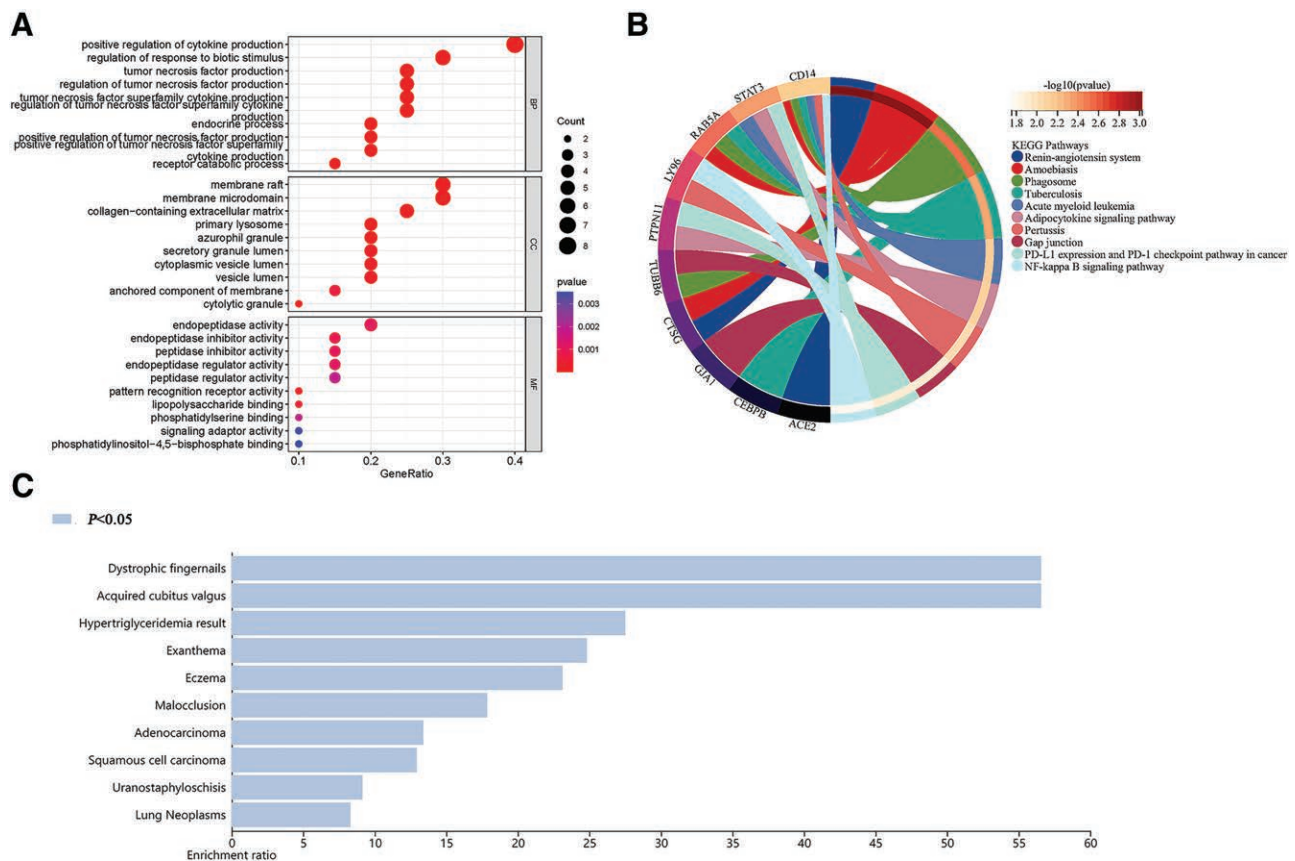 A
positive regulation of cytokine production
regulation of response to biotic stimulus
tumor necrosis factor production
regulation of tumor necrosis factor production
tumor necrosis factor superfamily cytokine production
regulation of tumor necrosis factor superfamily cytokine
production
endocrine process
positive regulation of tumor necrosis factor production
positive regulation of tumor necrosis factor superfamily
cytokine production
receptor catabolic process
BP
membrane raft
membrane microdomain
collagen-containing extracellular matrix
primary lysosome
azurophil granule
secretory granule lumen
cytoplasmic vesicle lumen
vesicle lumen
anchored component of membrane
cytolytic granule
CC
endopeptidase activity
endopeptidase inhibitor activity
peptidase inhibitor activity
endopeptidase regulator activity
peptidase regulator activity
pattern recognition receptor activity
lipopolysaccharide binding
phosphatidylserine binding
signaling adaptor activity
phosphatidylinositol-4,5-bisphosphate binding
MF
0.1 0.2 0.3 0.4
GeneRatio
Count
2
3
4
5
6
7
8
pvalue
0.003
0.002
0.001
B
CD14
STAT3
RAB5A
LY96
PTPN11
TUBB6
CTSG
GJA1
CEBPB
ACE2
-log10(pvalue)
1.8 2.0 2.2 2.4 2.6 2.8 3.0
KEGG Pathways
Renin-angiotensin system
Amoebiasis
Phagosome
Tuberculosis
Acute myeloid leukemia
Adipocytokine signaling pathway
Pertussis
Gap junction
PD-L1 expression and PD-1 checkpoint pathway in cancer
NF-kappa B signaling pathway
C
P<0.05
Dystrophic fingernails
Acquired cubitus valgus
Hypertriglyceridemia result
Exanthema
Eczema
Malocclusion
Adenocarcinoma
Squamous cell carcinoma
Uranostaphyloschisis
Lung Neoplasms
0 5 10 15 20 25 30 35 40 45 50 55 60
Enrichment ratio